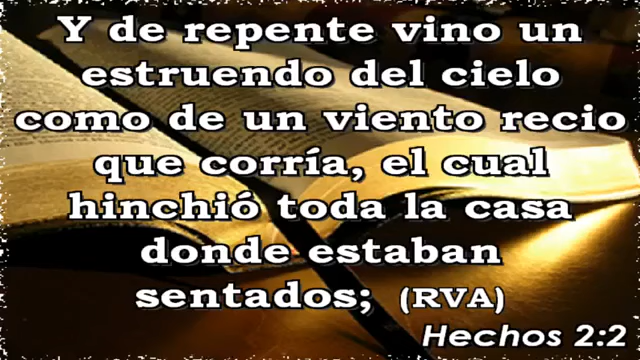 Y de repente vino un
estruendo del cielo
como de un viento recio
que corría, el cual
hinchió toda la casa
donde estaban
sentados; (RVA)
Hechos 2:2